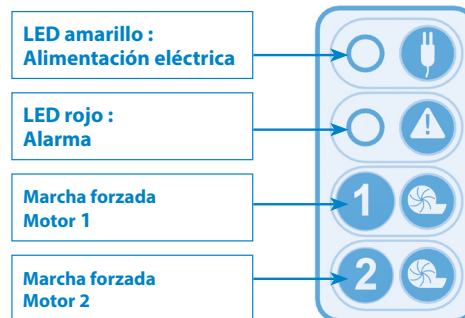 LED amarillo :
Alimentación eléctrica
LED rojo :
Alarma
Marcha forzada
Motor 1
1
Marcha forzada
Motor 2
2